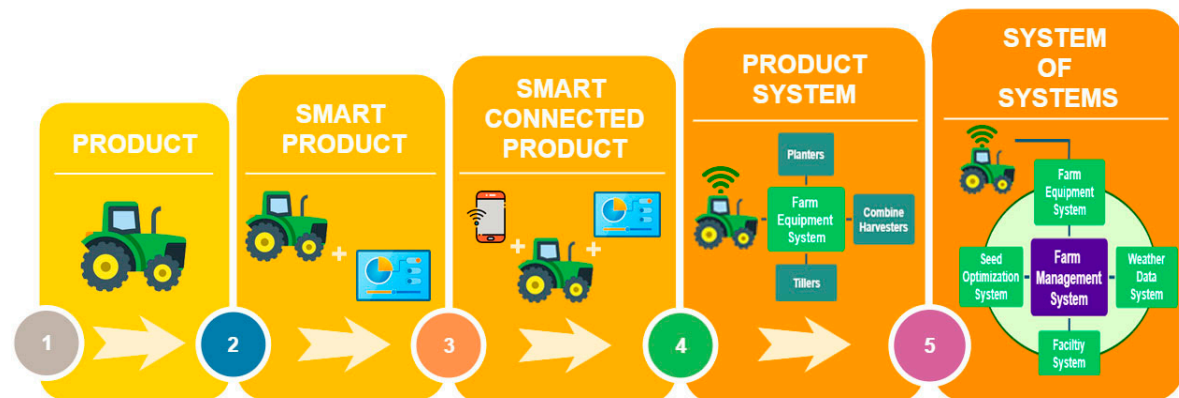 PRODUCT
SMART
PRODUCT
SMART
CONNECTED
PRODUCT
PRODUCT
SYSTEM
SYSTEM
OF
SYSTEMS
Planters
Farm
Equipment
System
Combine
Harvesters
Tillers
Farm
Equipment
System
Seed
Optimization
System
Farm
Management
System
Weather
Data
System
Faciltiy
System
1
2
3
4
5